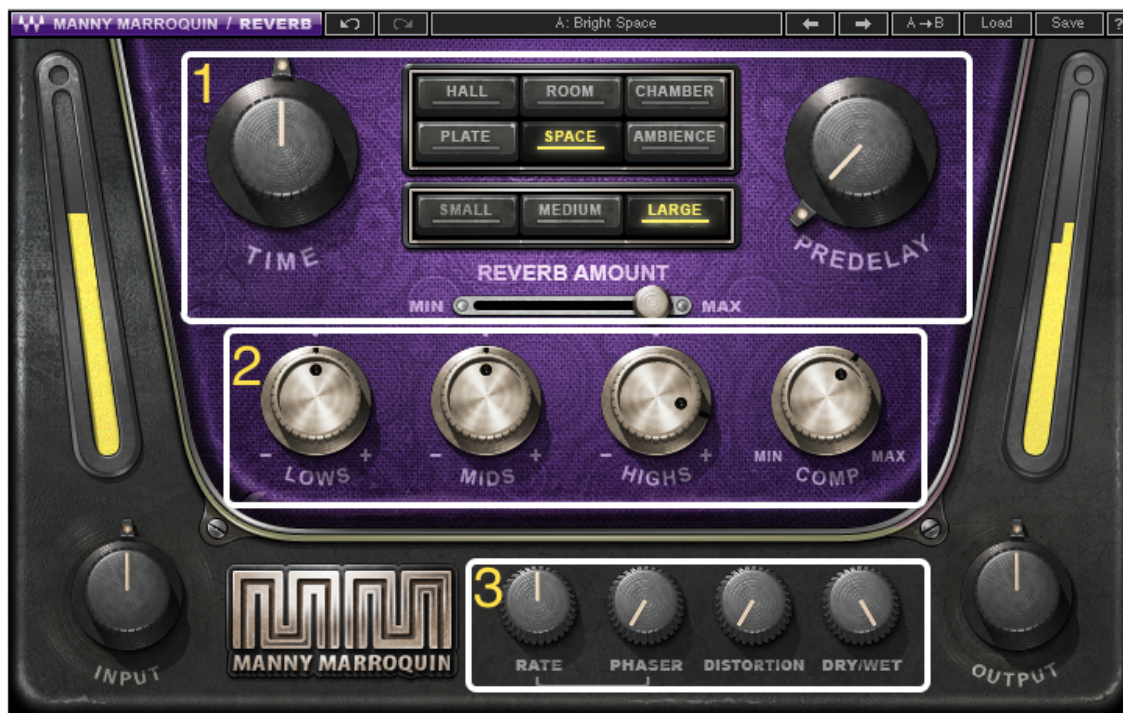 MANNY MARROQUIN / REVERB
A: Bright Space
A→B
Load
Save
?
1
HALL
ROOM
CHAMBER
PLATE
SPACE
AMBIENCE
SMALL
MEDIUM
LARGE
TIME
PREDELAY
REVERB AMOUNT
MIN
MAX
2
- LOWS +
- MIDS +
- HIGHS +
MIN COMP MAX
3
RATE
PHASER
DISTORTION
DRY/WET
INPUT
MANNY MARROQUIN
OUTPUT